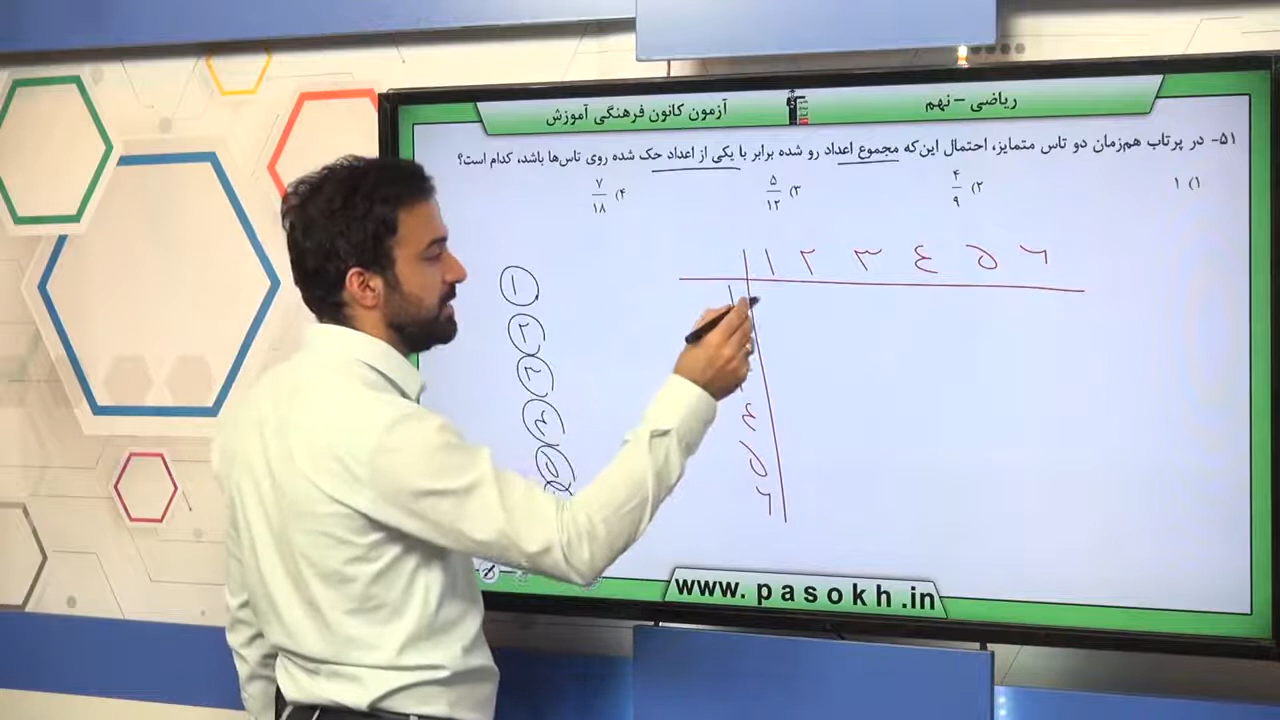 ریاضی – نهم
آزمون کانون فرهنگی آموزش
۵۱- در پرتاب هم‌زمان دو تاس متمایز، احتمال این‌که مجموع اعداد رو شده برابر با یکی از اعداد حک شده روی تاس‌ها باشد، کدام است؟
۱) ۱
۲) ۴/۹
۳) ۵/۱۲
۴) ۷/۱۸
۱ ۲ ۳ ٤ ۵ ۶
۱
٤
۵
۶
www.pasokh.in